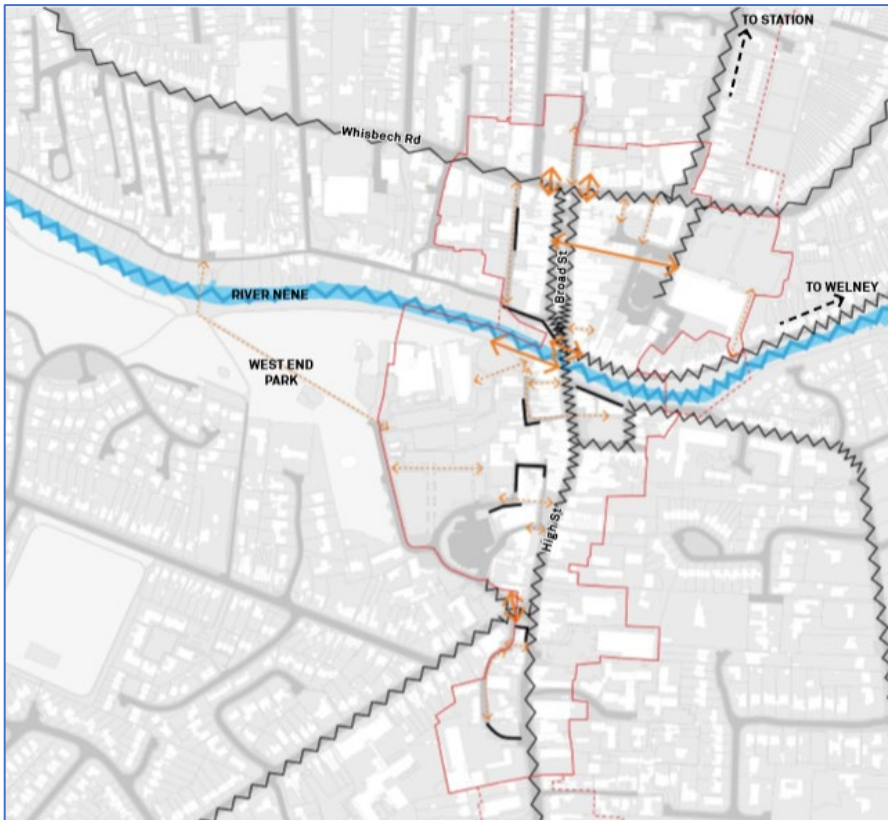 TO STATION
Whisbech Rd
Broad St
TO WELNEY
RIVER NENE
WEST END
PARK
High St